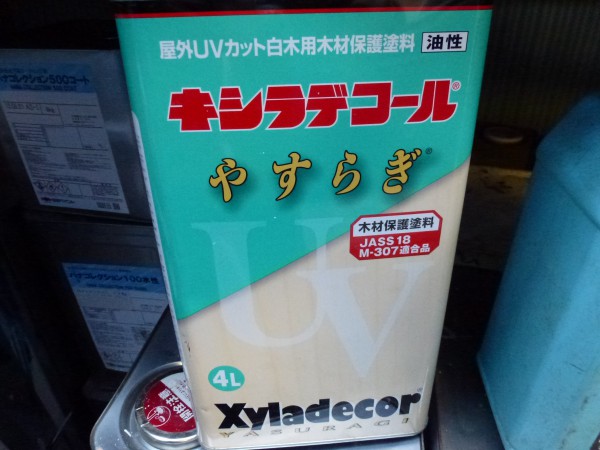 屋外UVカット白木用木材保護塗料 油性
キシラデコール®
やすらぎ®
UV
木材保護塗料
JASS 18
M-307適合品
4L
Xyladecor®
YASURAGI